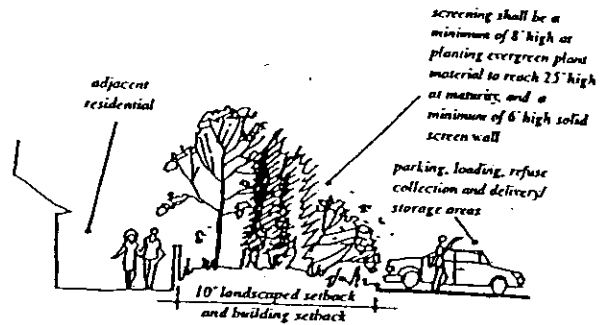 screening shall be a
minimum of 8' high at
planting evergreen plant
material to reach 25' high
at maturity, and a
minimum of 6' high solid
screen wall
adjacent
residential
parking, loading, refuse
collection and delivery/
storage areas
10' landscaped setback
and building setback